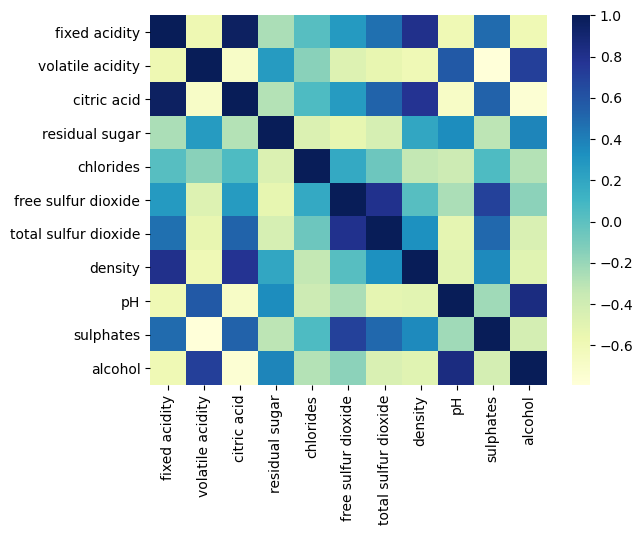 fixed acidity
volatile acidity
citric acid
residual sugar
chlorides
free sulfur dioxide
total sulfur dioxide
density
pH
sulphates
alcohol
fixed acidity
volatile acidity
citric acid
residual sugar
chlorides
free sulfur dioxide
total sulfur dioxide
density
pH
sulphates
alcohol
1.0
0.8
0.6
0.4
0.2
0.0
−0.2
−0.4
−0.6